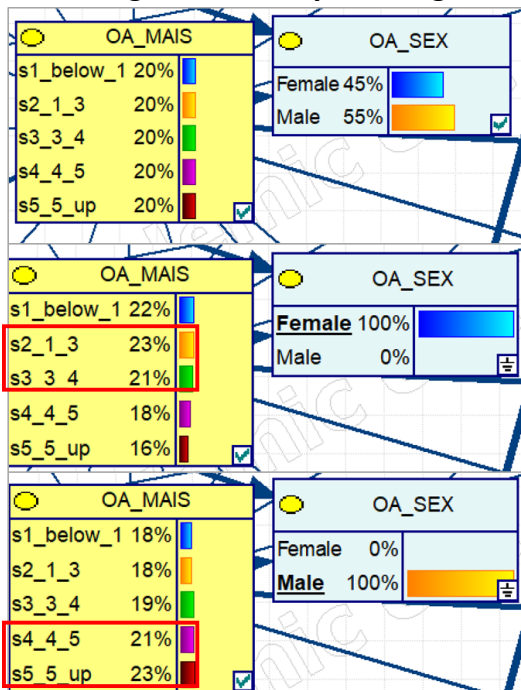 OA_MAIS
s1_below_1 20%
s2_1_3 20%
s3_3_4 20%
s4_4_5 20%
s5_5_up 20%
OA_SEX
Female 45%
Male 55%
OA_MAIS
s1_below_1 22%
s2_1_3 23%
s3_3_4 21%
s4_4_5 18%
s5_5_up 16%
OA_SEX
Female 100%
Male 0%
OA_MAIS
s1_below_1 18%
s2_1_3 18%
s3_3_4 19%
s4_4_5 21%
s5_5_up 23%
OA_SEX
Female 0%
Male 100%